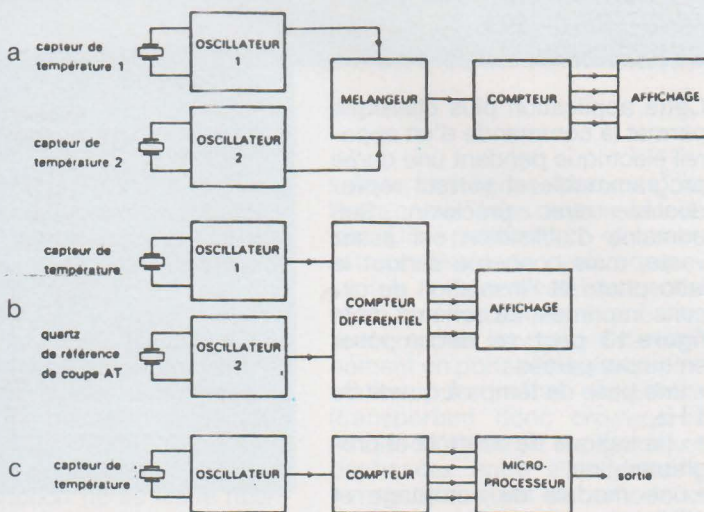 a
capteur de
température 1
OSCILLATEUR
1
capteur de
température 2
OSCILLATEUR
2
MELANGEUR
COMPTEUR
AFFICHAGE
b
capteur de
température
OSCILLATEUR
1
quartz
de référence
de coupe AT
OSCILLATEUR
2
COMPTEUR
DIFFERENTIEL
AFFICHAGE
c
capteur de
température
OSCILLATEUR
COMPTEUR
MICRO-
PROCESSEUR
sortie